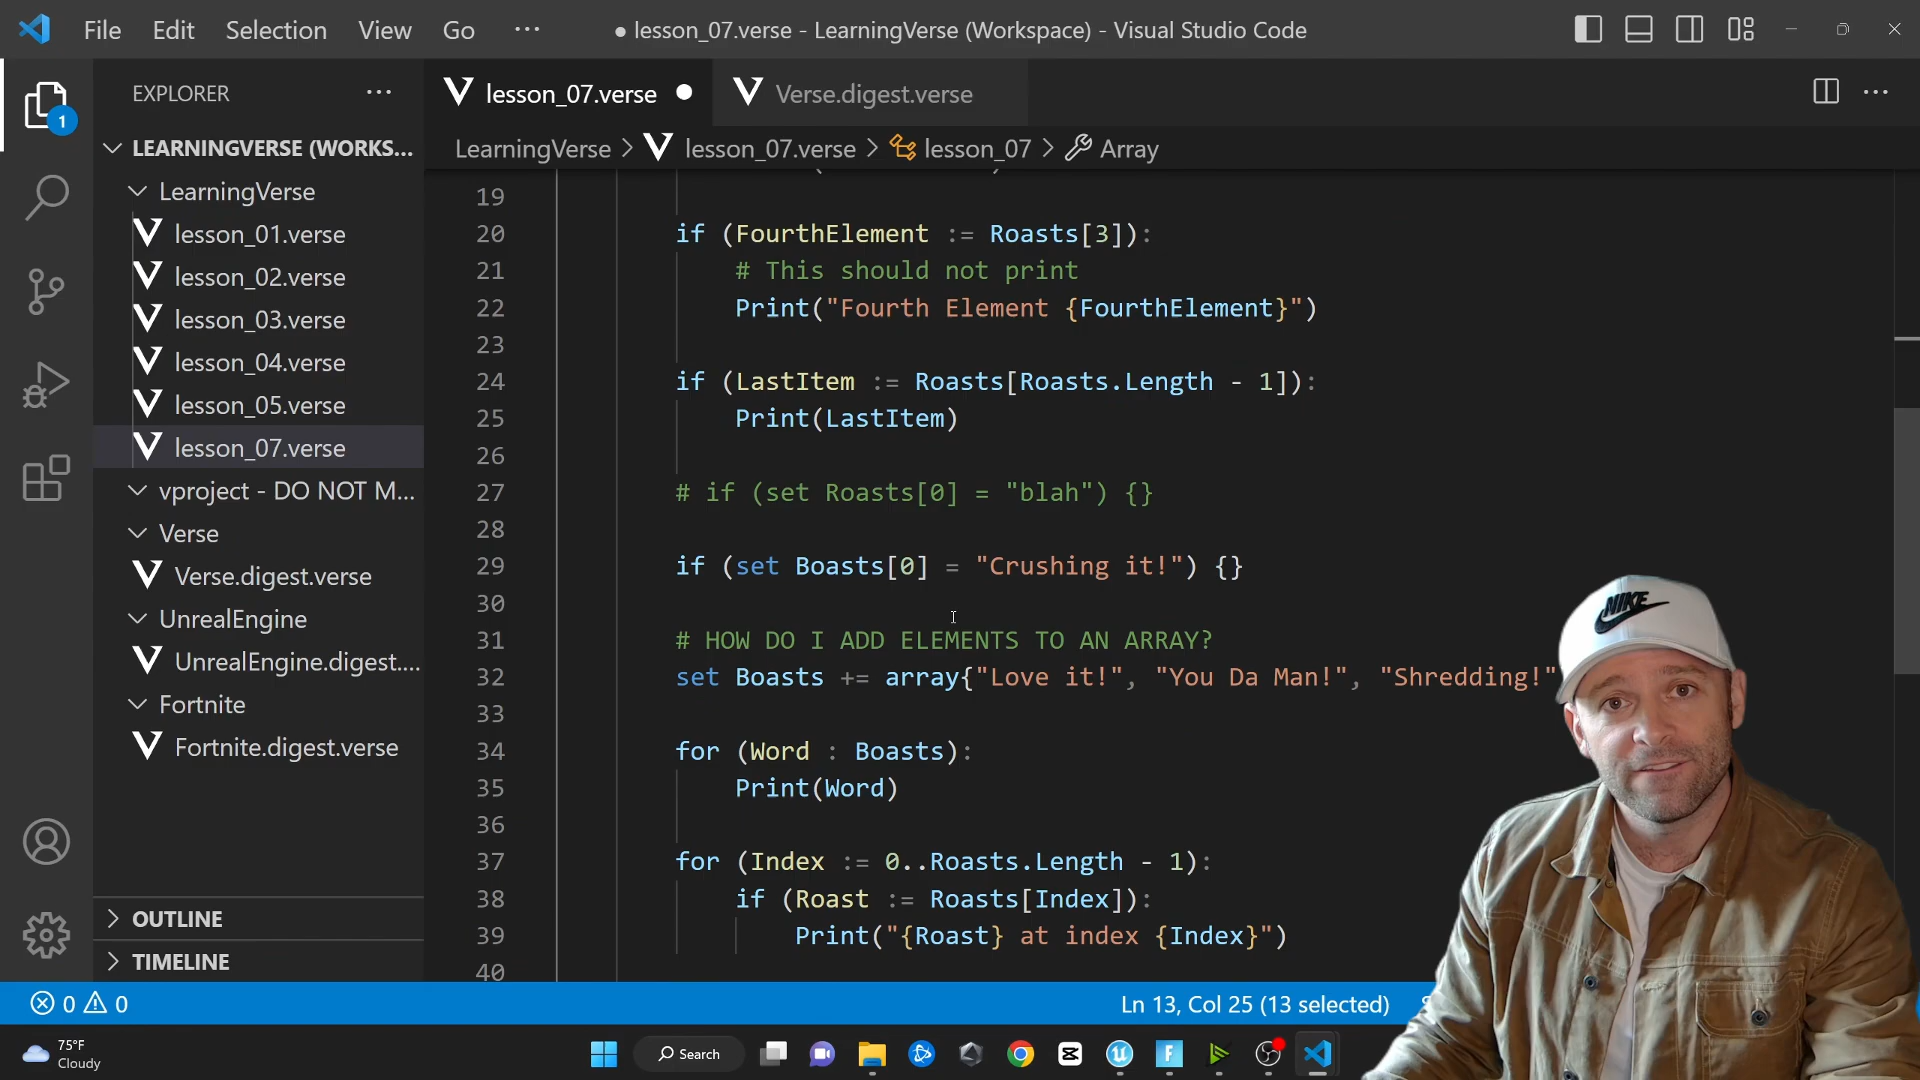 File Edit Selection View Go ···
● lesson_07.verse - LearningVerse (Workspace) - Visual Studio Code
1
EXPLORER ···
LEARNINGVERSE (WORKS...
LearningVerse
lesson_01.verse
lesson_02.verse
lesson_03.verse
lesson_04.verse
lesson_05.verse
lesson_07.verse
vproject - DO NOT M...
Verse
Verse.digest.verse
UnrealEngine
UnrealEngine.digest....
Fortnite
Fortnite.digest.verse
OUTLINE
TIMELINE
lesson_07.verse ●
Verse.digest.verse
LearningVerse > lesson_07.verse > lesson_07 > Array
19
20 if (FourthElement := Roasts[3]):
21 # This should not print
22 Print("Fourth Element {FourthElement}")
23
24 if (LastItem := Roasts[Roasts.Length - 1]):
25 Print(LastItem)
26
27 # if (set Roasts[0] = "blah") {}
28
29 if (set Boasts[0] = "Crushing it!") {}
30
31 # HOW DO I ADD ELEMENTS TO AN ARRAY?
32 set Boasts += array{"Love it!", "You Da Man!", "Shredding!"
33
34 for (Word : Boasts):
35 Print(Word)
36
37 for (Index := 0..Roasts.Length - 1):
38 if (Roast := Roasts[Index]):
39 Print("{Roast} at index {Index}")
40
NIKE
0 0
Ln 13, Col 25 (13 selected)
75°F
Cloudy
Search